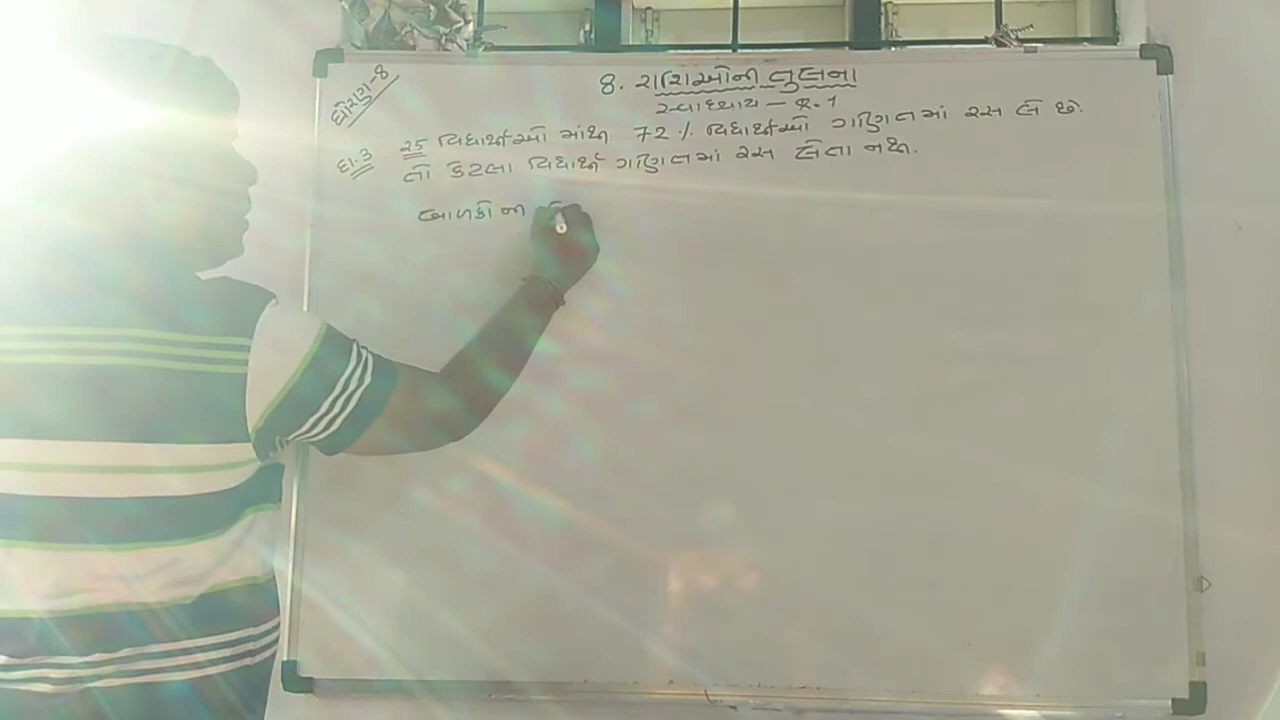 ધોરણ-8
8. રાશિઓની તુલના
સ્વાધ્યાય – 8.1
દા.3 25 વિધાર્થીઓ માંથી 72% વિધાર્થીઓ ગણિતમાં રસ લે છે.
તો કેટલા વિધાર્થી ગણિતમાં રસ લેતા નથી.
બાળકોની